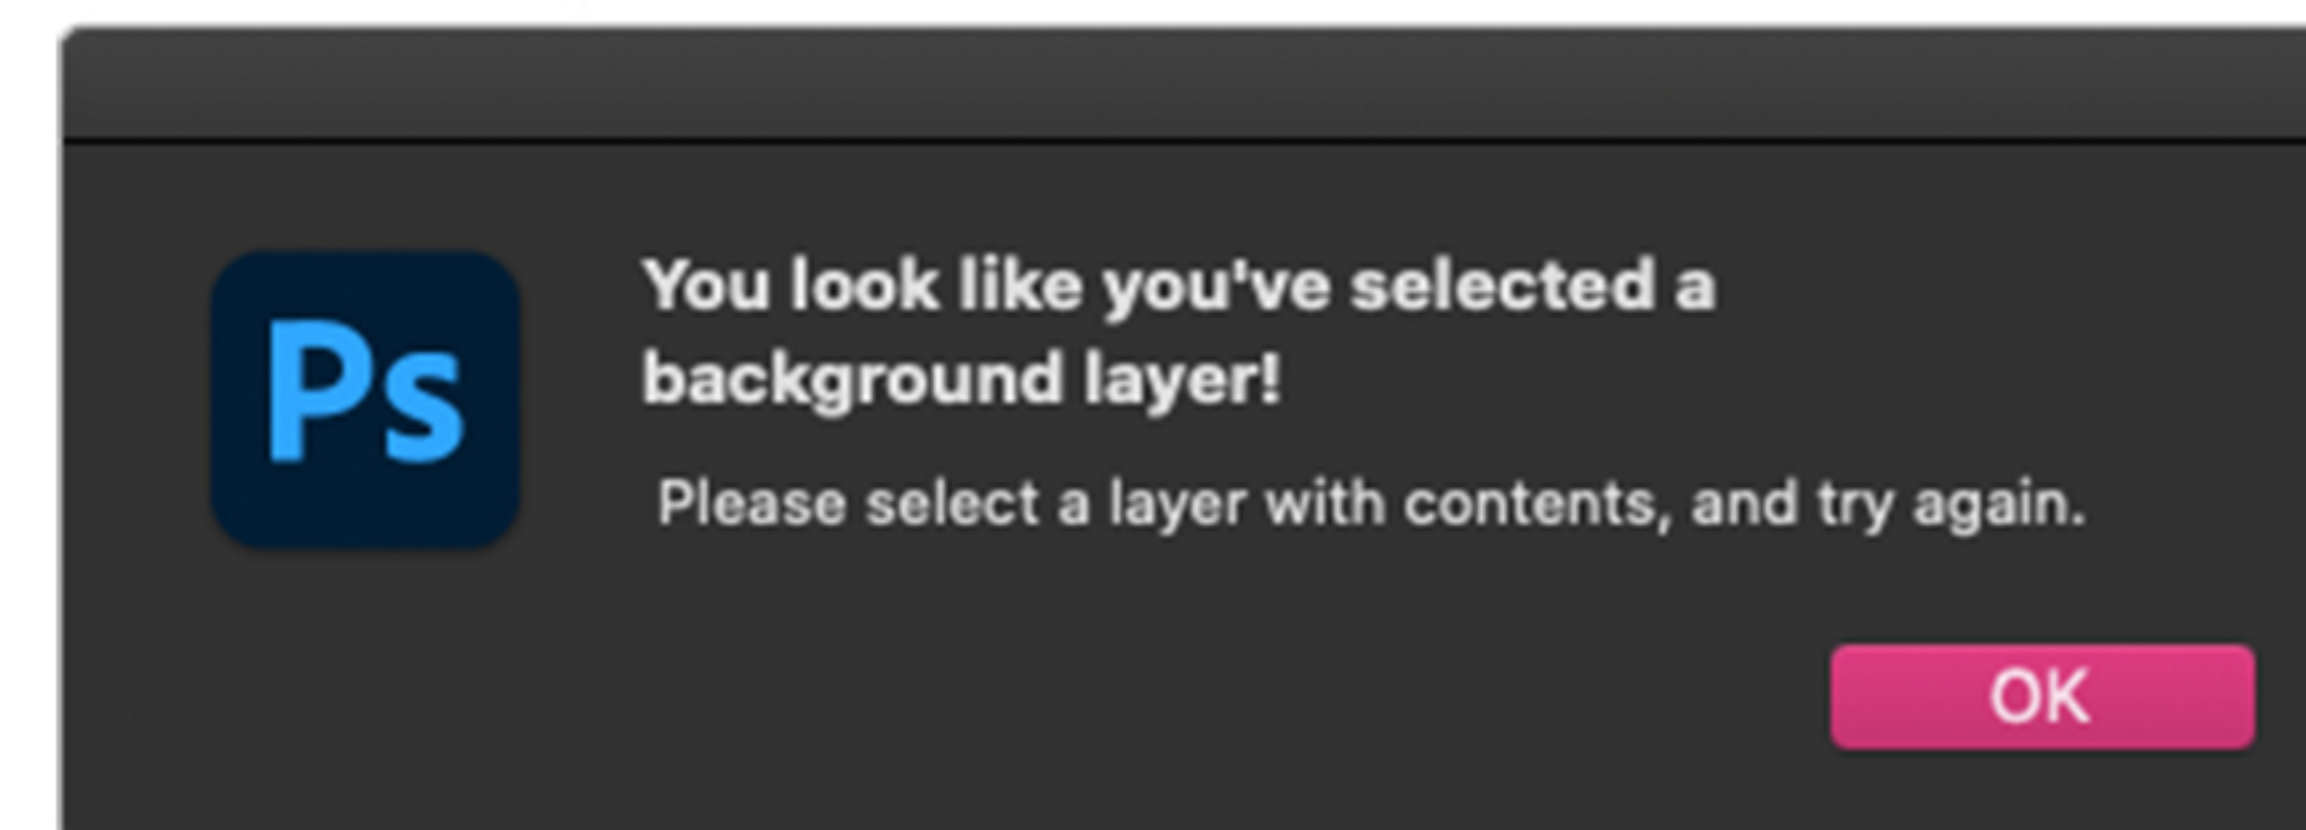 Ps
You look like you've selected a
background layer!
Please select a layer with contents, and try again.
OK